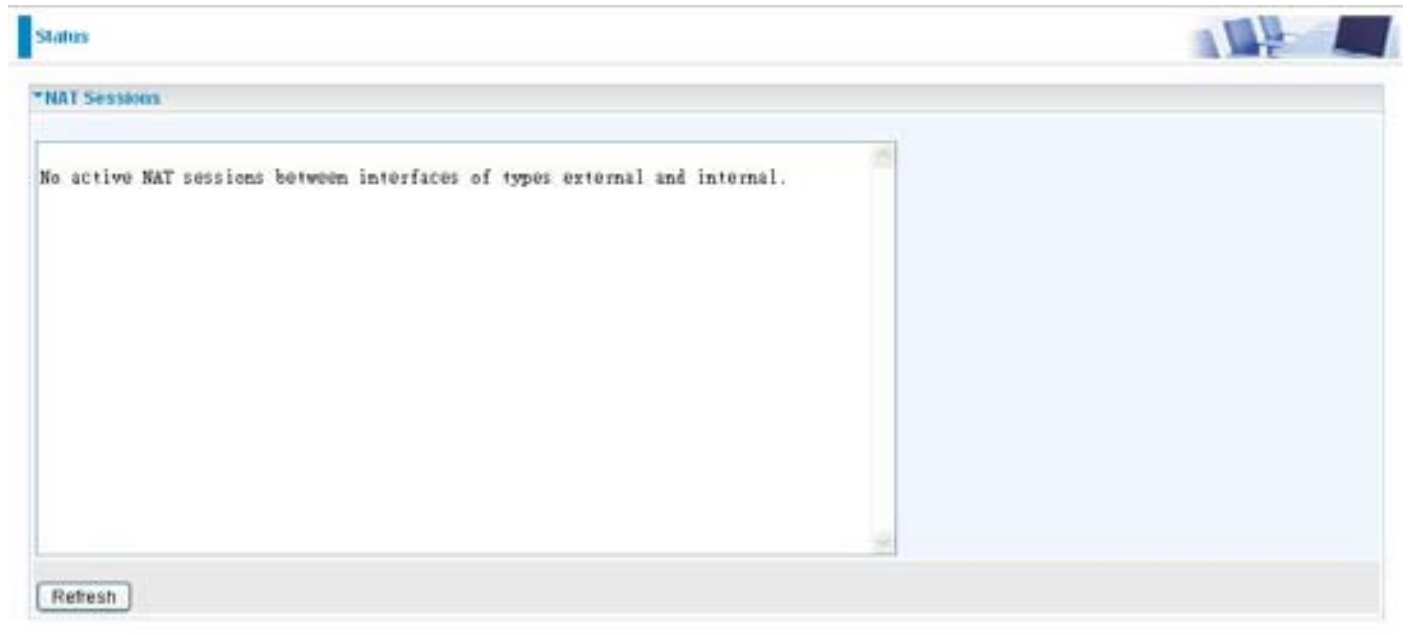 Status
NAT Sessions
No active NAT sessions between interfaces of types external and internal.
Refresh